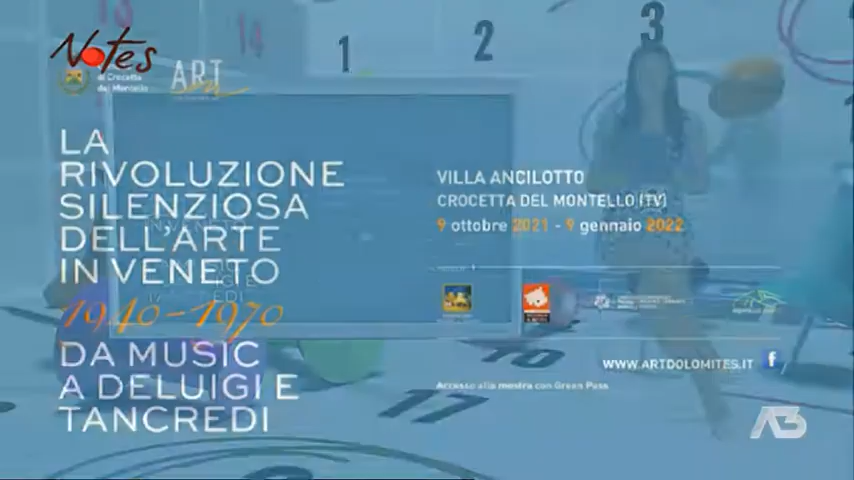 Notes
di Crocetta
del Montello
ART
14
1
2
3
LA
RIVOLUZIONE
SILENZIOSA
DELL'ARTE
IN VENETO
1940-1970
DA MUSIC
A DELUIGI E
TANCREDI
VILLA ANCILOTTO
CROCETTA DEL MONTELLO (TV)
9 ottobre 2021 - 9 gennaio 2022
WWW.ARTDOLOMITES.IT f
Accesso alla mostra con Green Pass
10
17
A3